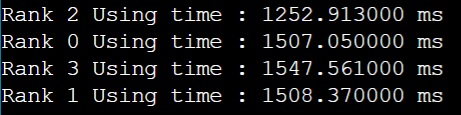 Rank 2 Using time : 1252.913000 ms
Rank 0 Using time : 1507.050000 ms
Rank 3 Using time : 1547.561000 ms
Rank 1 Using time : 1508.370000 ms